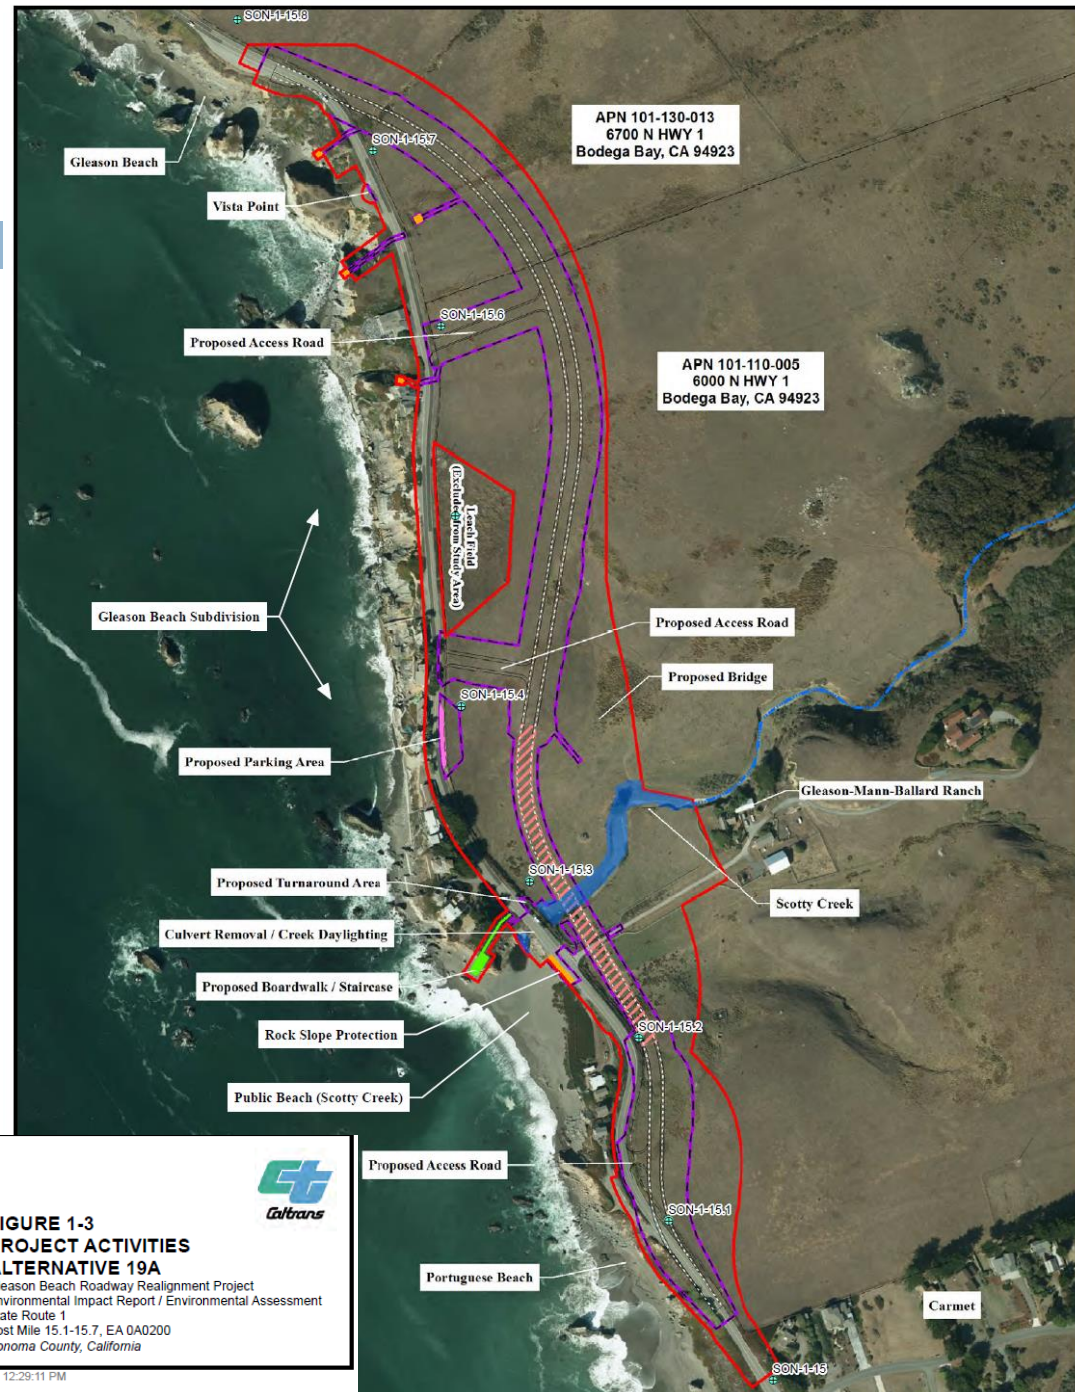 SON-1-15.8
APN 101-130-013
6700 N HWY 1
Bodega Bay, CA 94923
SON-1-15.7
Gleason Beach
Vista Point
SON-1-15.6
Proposed Access Road
APN 101-110-005
6000 N HWY 1
Bodega Bay, CA 94923
Leach Field
(Excluded from Study Area)
Gleason Beach Subdivision
Proposed Access Road
Proposed Bridge
SON-1-15.4
Proposed Parking Area
Gleason-Mann-Ballard Ranch
SON-1-15.3
Proposed Turnaround Area
Scotty Creek
Culvert Removal / Creek Daylighting
Proposed Boardwalk / Staircase
Rock Slope Protection
SON-1-15.2
Public Beach (Scotty Creek)
Proposed Access Road
SON-1-15.1
Portuguese Beach
Carmet
SON-1-15
Caltrans
IGURE 1-3
ROJECT ACTIVITIES
LTERNATIVE 19A
eason Beach Roadway Realignment Project
nvironmental Impact Report / Environmental Assessment
ate Route 1
ost Mile 15.1-15.7, EA 0A0200
onoma County, California
12:29:11 PM